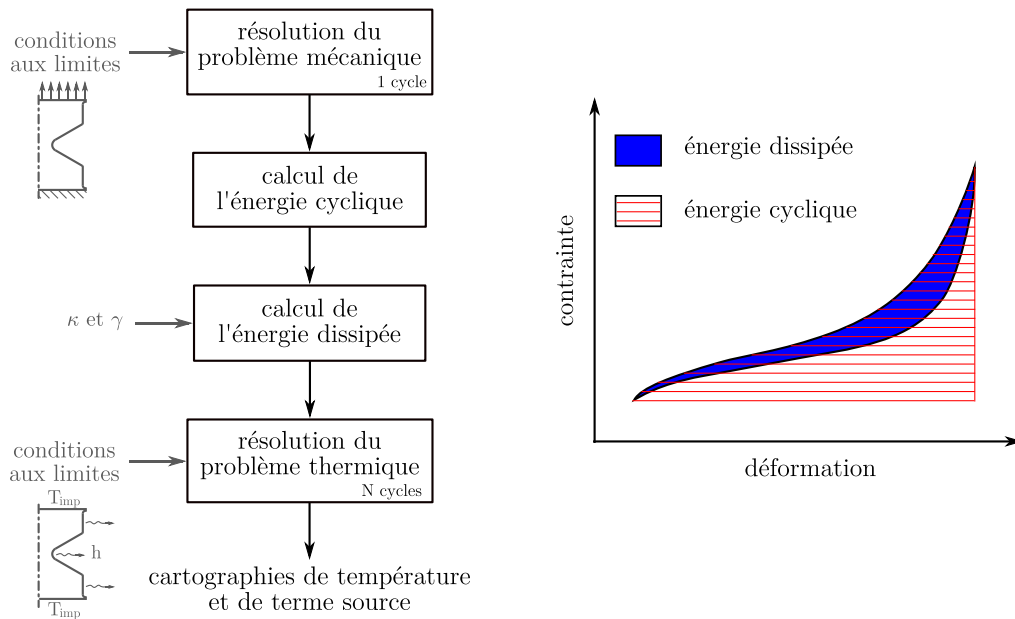 résolution du
problème mécanique
1 cycle
conditions
aux limites
calcul de
l'énergie cyclique
κ et γ
calcul de
l'énergie dissipée
conditions
aux limites
résolution du
problème thermique
N cycles
T_imp
h
T_imp
cartographies de température
et de terme source
énergie dissipée
énergie cyclique
contrainte
déformation